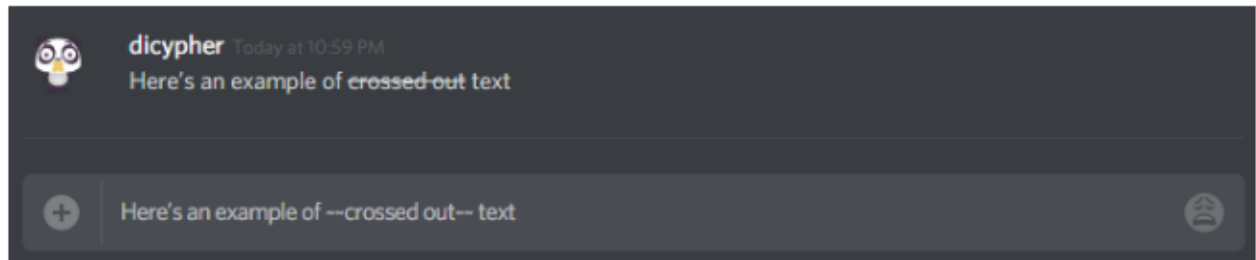 dicypher Today at 10:59 PM
Here's an example of crossed out text
Here's an example of ~~crossed out~~ text